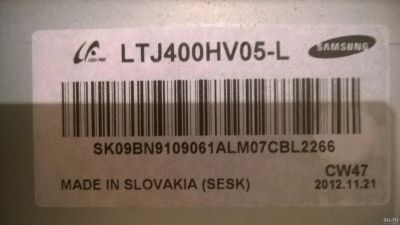 LTJ400HV05-L
SAMSUNG
SK09BN9109061ALM07CBL2266
CW47
MADE IN SLOVAKIA (SESK)
2012.11.21